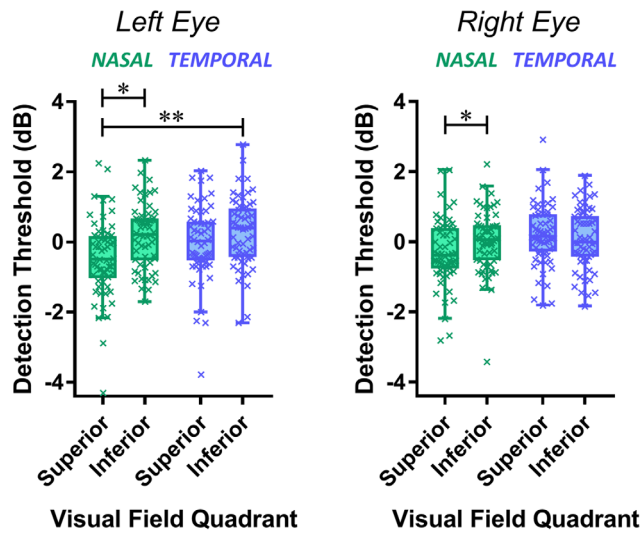 Left Eye
NASAL TEMPORAL
*
**
Detection Threshold (dB)
4
2
0
-2
-4
Superior
Inferior
Superior
Inferior
Visual Field Quadrant
Right Eye
NASAL TEMPORAL
*
Detection Threshold (dB)
4
2
0
-2
-4
Superior
Inferior
Superior
Inferior
Visual Field Quadrant